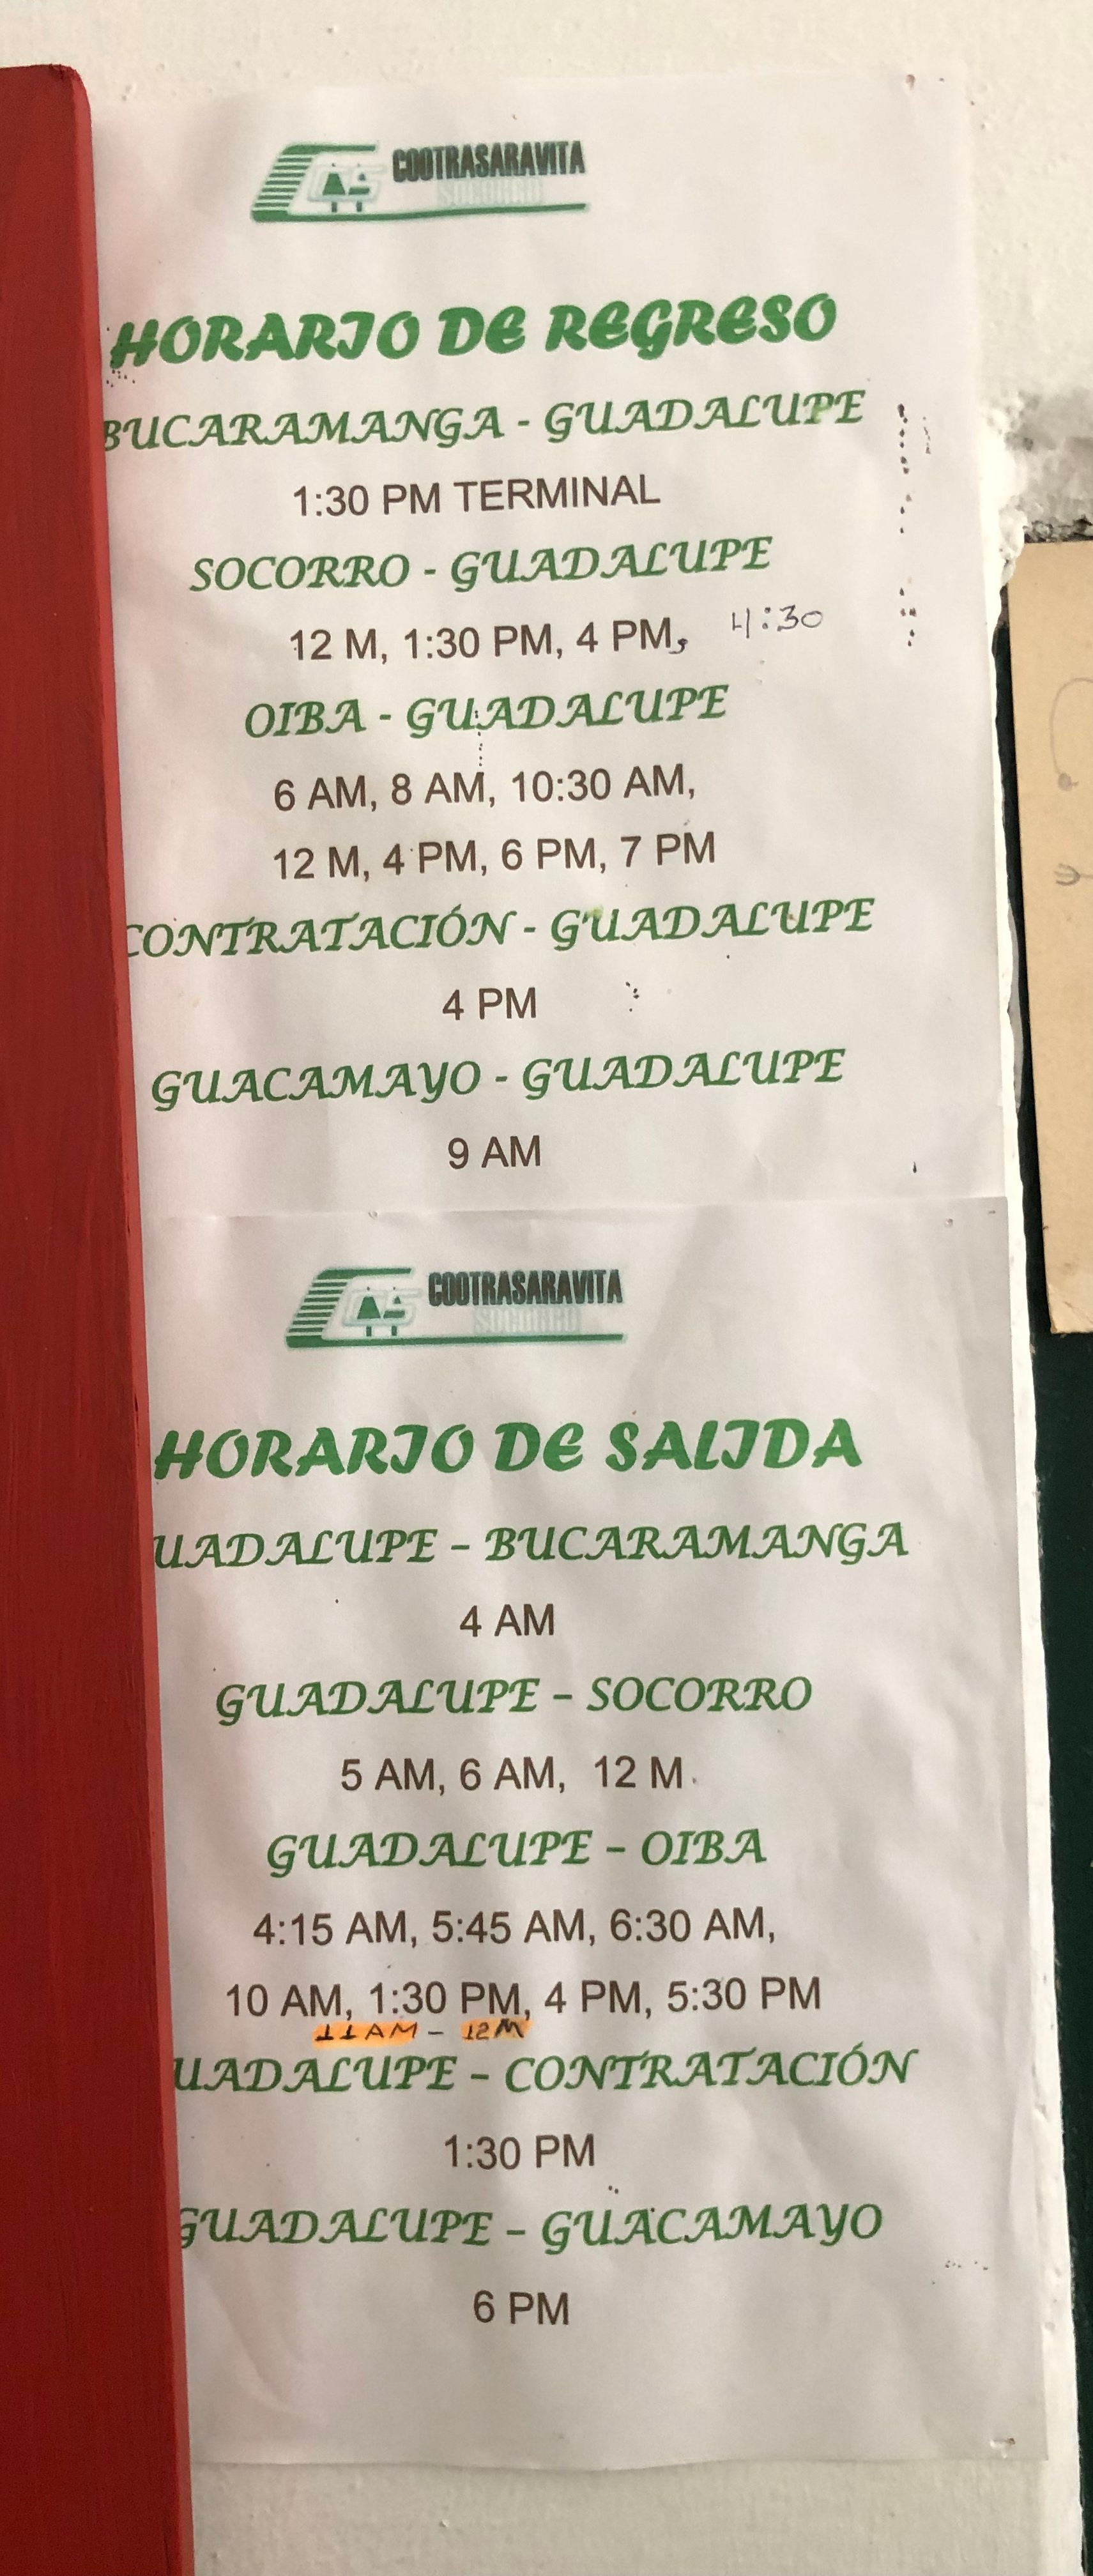 COOTRASARAVITA
SOCORRO
HORARIO DE REGRESO
BUCARAMANGA - GUADALUPE
1:30 PM TERMINAL
SOCORRO - GUADALUPE
12 M, 1:30 PM, 4 PM, 4:30
OIBA - GUADALUPE
6 AM, 8 AM, 10:30 AM,
12 M, 4 PM, 6 PM, 7 PM
CONTRATACIÓN - GUADALUPE
4 PM
GUACAMAYO - GUADALUPE
9 AM
COOTRASARAVITA
SOCORRO
HORARIO DE SALIDA
UADALUPE – BUCARAMANGA
4 AM
GUADALUPE – SOCORRO
5 AM, 6 AM, 12 M
GUADALUPE – OIBA
4:15 AM, 5:45 AM, 6:30 AM,
10 AM, 1:30 PM, 4 PM, 5:30 PM
11 AM – 12M
UADALUPE – CONTRATACIÓN
1:30 PM
GUADALUPE – GUACAMAYO
6 PM